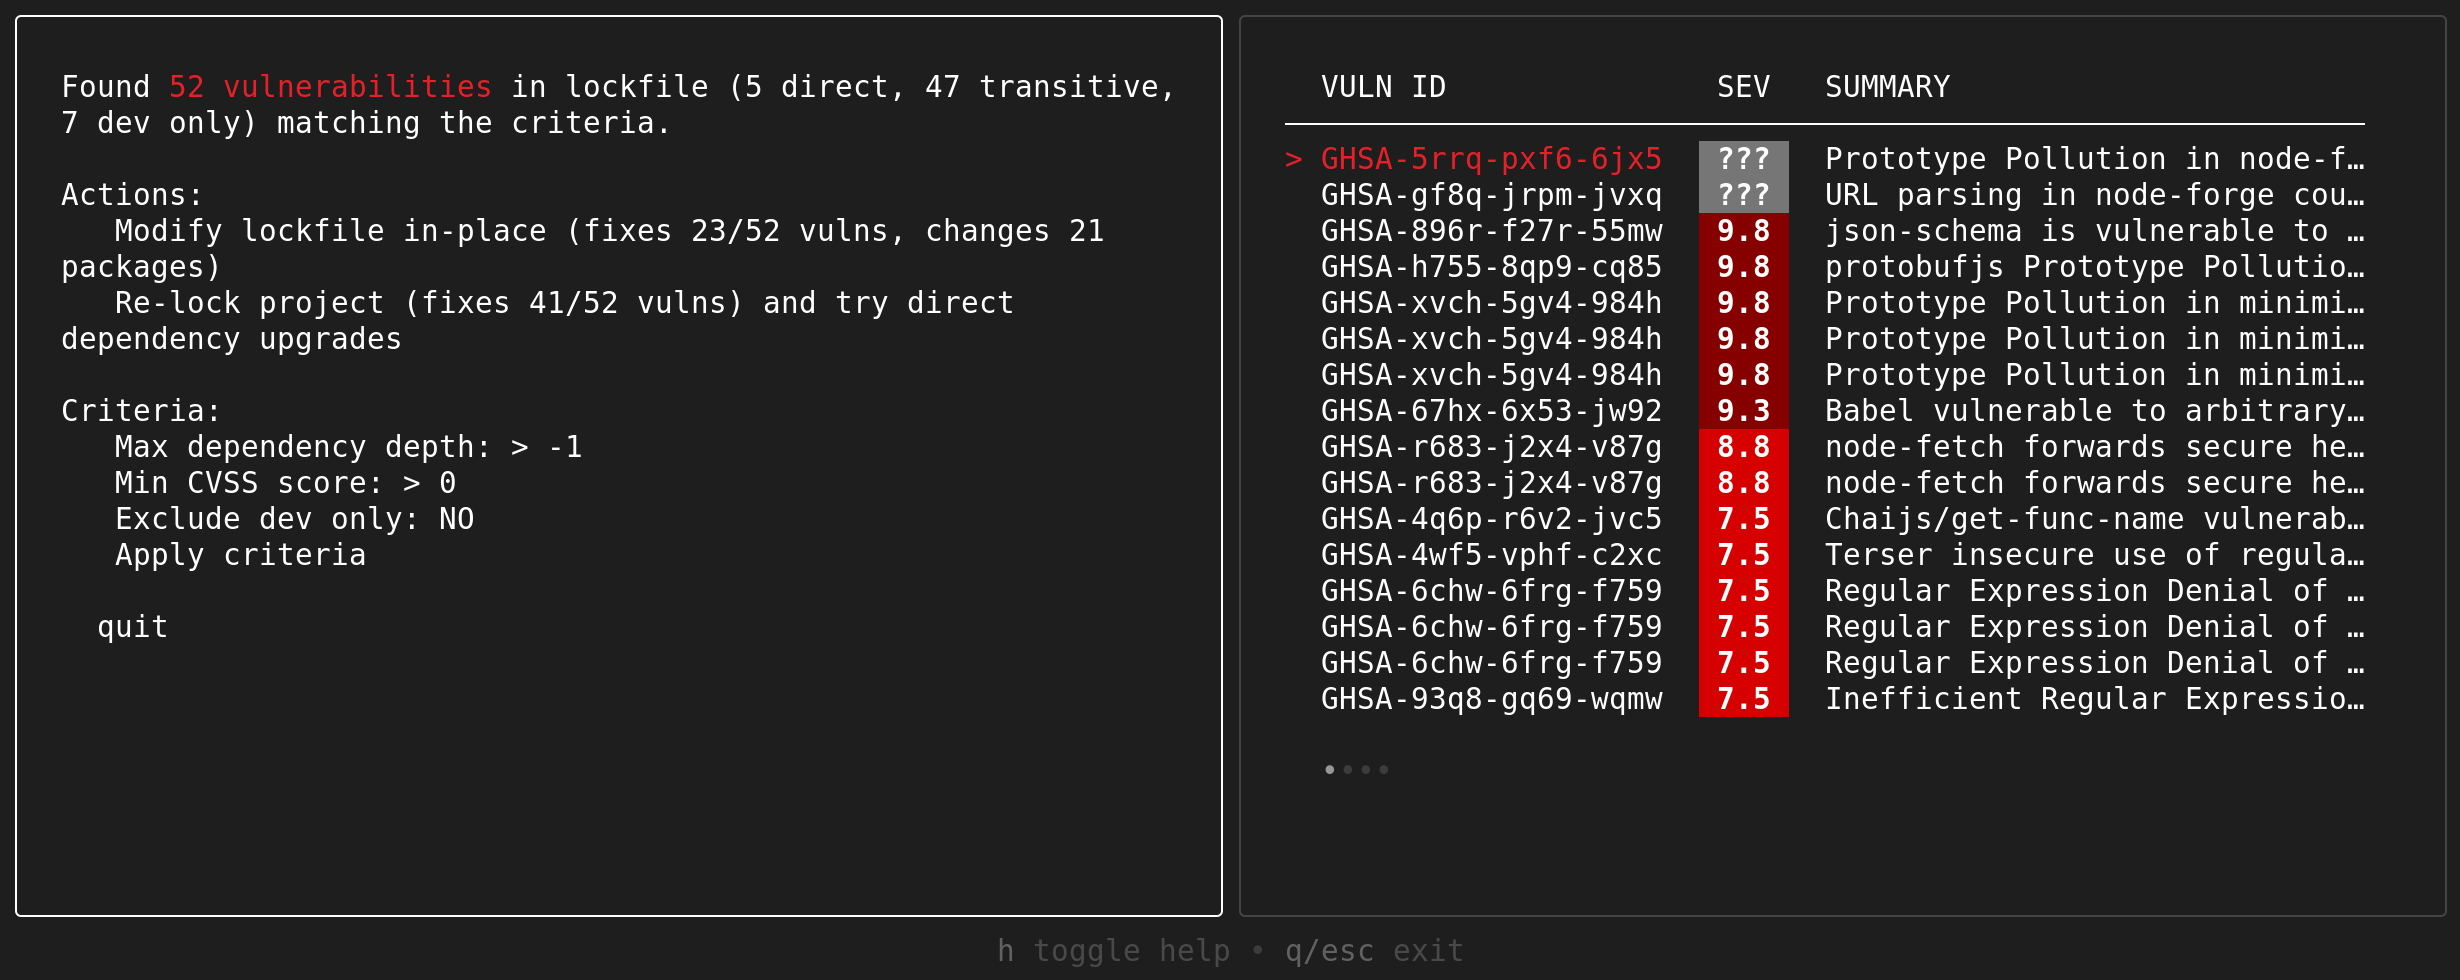 Found 52 vulnerabilities in lockfile (5 direct, 47 transitive,
7 dev only) matching the criteria.
Actions:
Modify lockfile in-place (fixes 23/52 vulns, changes 21
packages)
Re-lock project (fixes 41/52 vulns) and try direct
dependency upgrades
Criteria:
Max dependency depth: > -1
Min CVSS score: > 0
Exclude dev only: NO
Apply criteria
quit
VULN ID SEV SUMMARY
> GHSA-5rrq-pxf6-6jx5 ??? Prototype Pollution in node-f…
GHSA-gf8q-jrpm-jvxq ??? URL parsing in node-forge cou…
GHSA-896r-f27r-55mw 9.8 json-schema is vulnerable to …
GHSA-h755-8qp9-cq85 9.8 protobufjs Prototype Pollutio…
GHSA-xvch-5gv4-984h 9.8 Prototype Pollution in minimi…
GHSA-xvch-5gv4-984h 9.8 Prototype Pollution in minimi…
GHSA-xvch-5gv4-984h 9.8 Prototype Pollution in minimi…
GHSA-67hx-6x53-jw92 9.3 Babel vulnerable to arbitrary…
GHSA-r683-j2x4-v87g 8.8 node-fetch forwards secure he…
GHSA-r683-j2x4-v87g 8.8 node-fetch forwards secure he…
GHSA-4q6p-r6v2-jvc5 7.5 Chaijs/get-func-name vulnerab…
GHSA-4wf5-vphf-c2xc 7.5 Terser insecure use of regula…
GHSA-6chw-6frg-f759 7.5 Regular Expression Denial of …
GHSA-6chw-6frg-f759 7.5 Regular Expression Denial of …
GHSA-6chw-6frg-f759 7.5 Regular Expression Denial of …
GHSA-93q8-gq69-wqmw 7.5 Inefficient Regular Expressio…
••••
h toggle help • q/esc exit